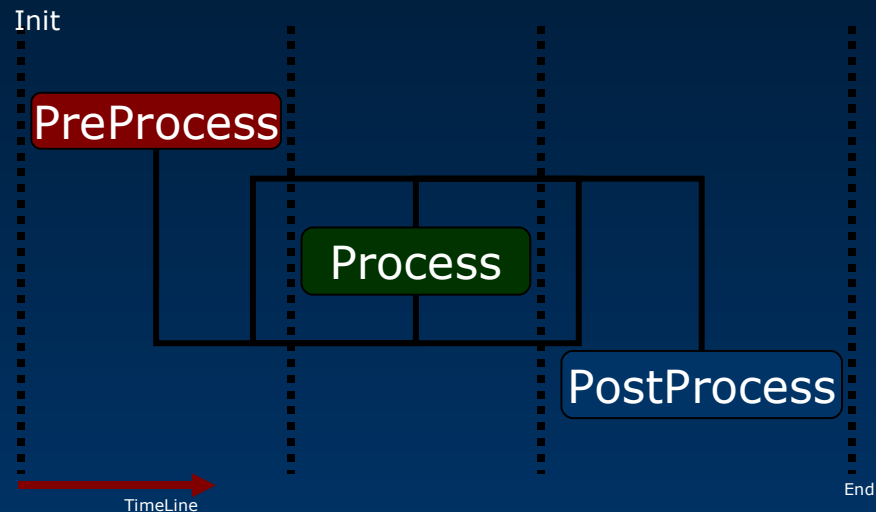 Init
PreProcess
Process
PostProcess
TimeLine
End